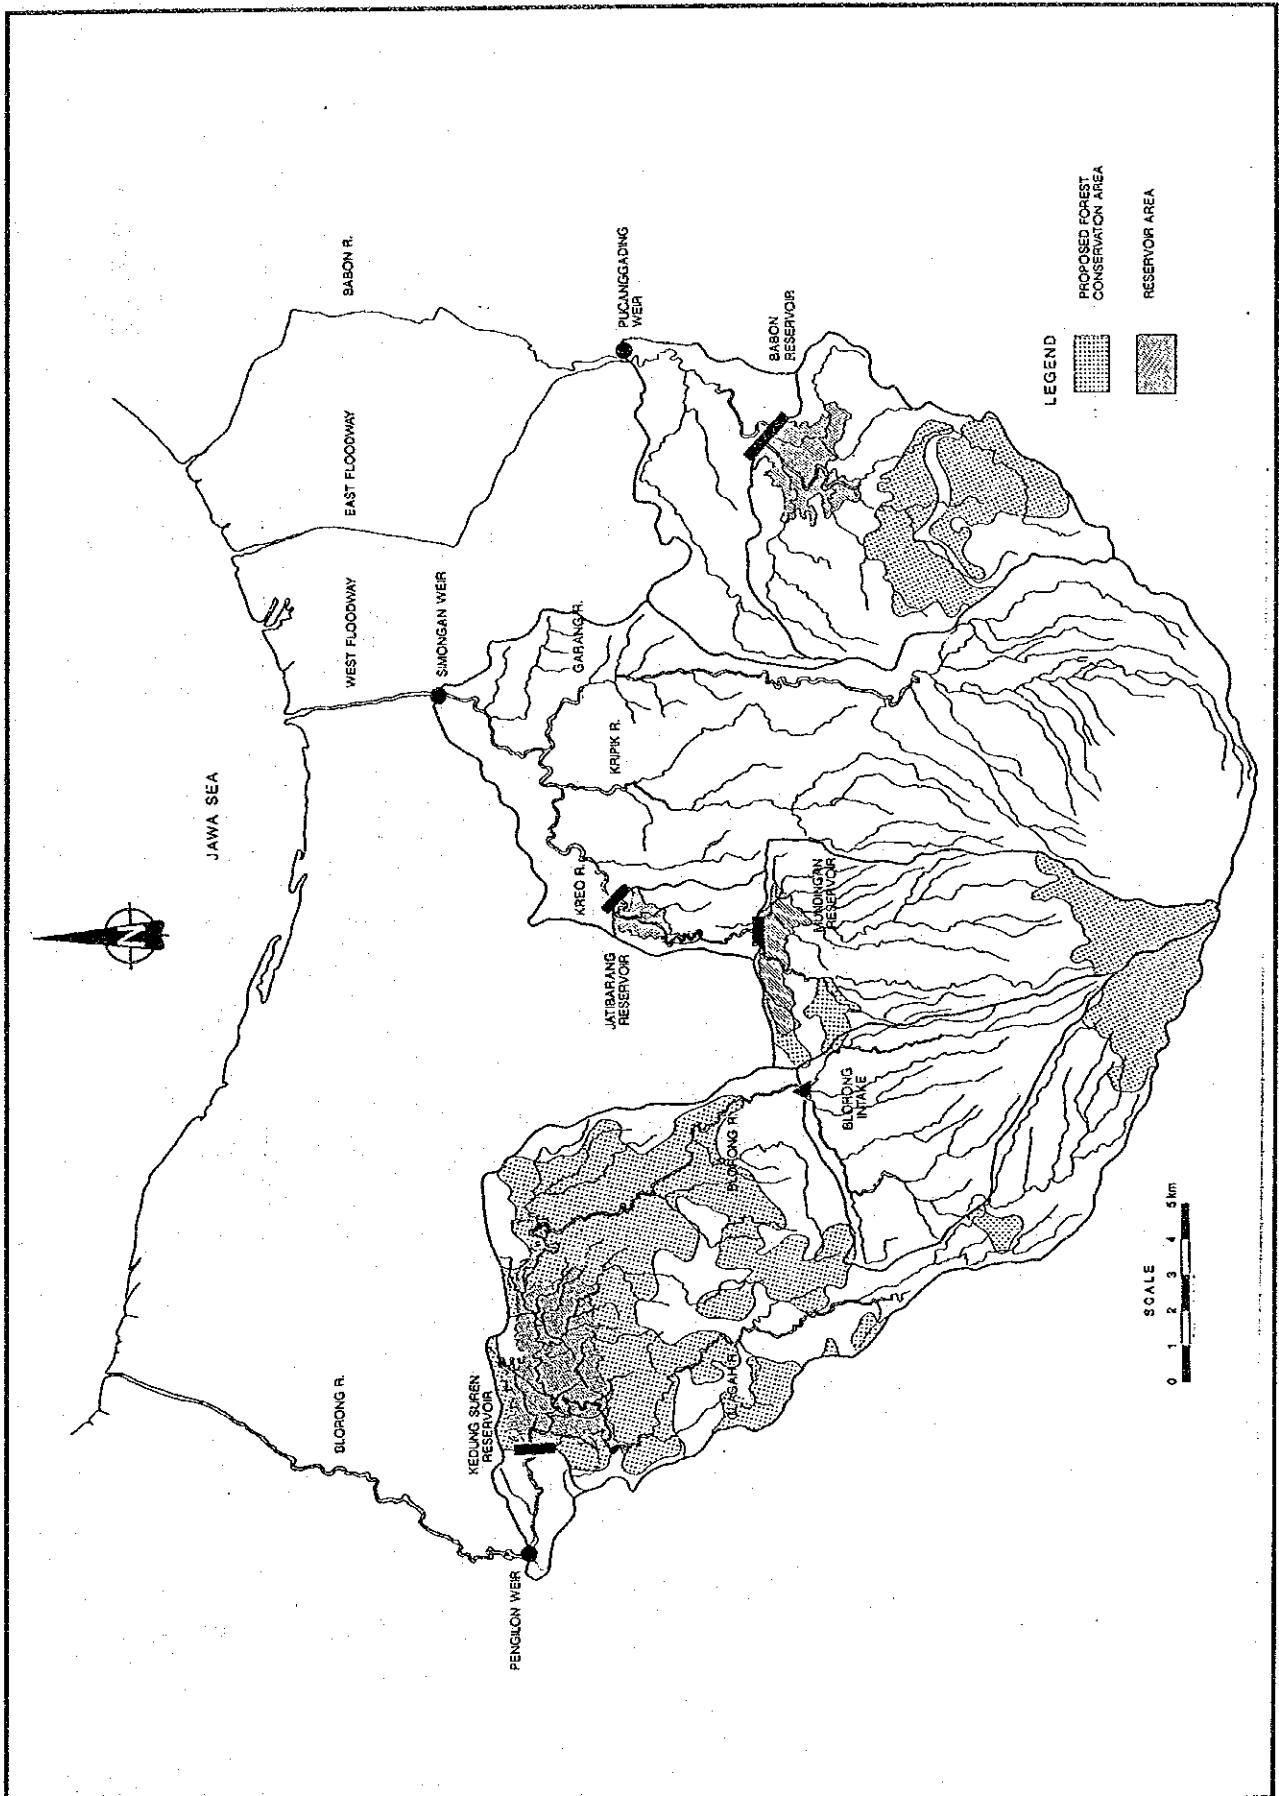 JAWA SEA
N
BLORONG R.
WEST FLOODWAY
EAST FLOODWAY
BABON R.
PENGILON WEIR
KEDUNG SUREN
RESERVOIR
SIMONGAN WEIR
PUCANGGADING
WEIR
JATIBARANG
RESERVOIR
KREO R.
KRIPIK R.
GARANG R.
BLORONG R.
BLORONG
INTAKE
MUNDINGAN
RESERVOIR
BABON
RESERVOIR
SCALE
0 1 2 3 4 5 km
LEGEND
PROPOSED FOREST
CONSERVATION AREA
RESERVOIR AREA